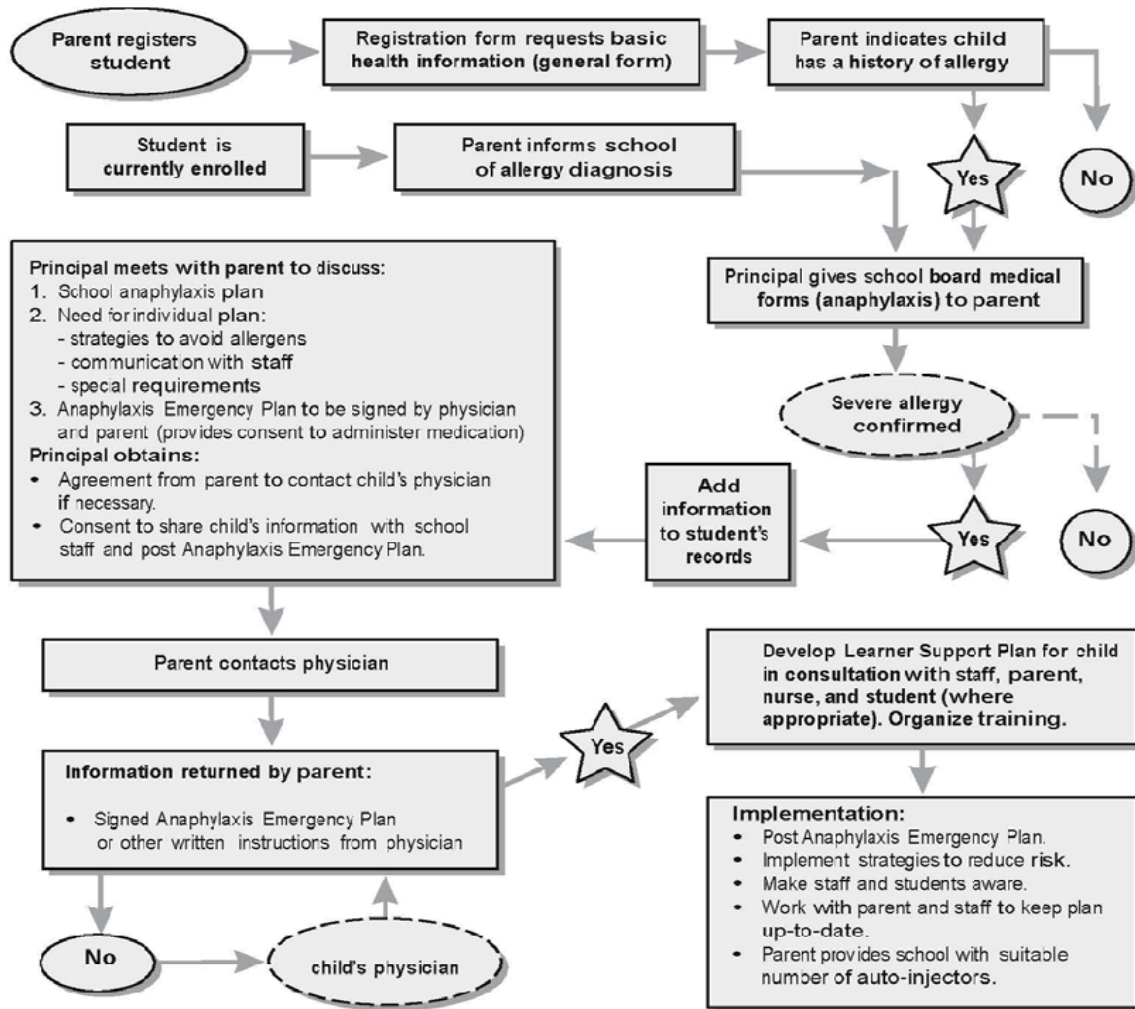 Parent registers
student
Registration form requests basic
health information (general form)
Parent indicates child
has a history of allergy
Student is
currently enrolled
Parent informs school
of allergy diagnosis
Yes
No
Principal gives school board medical
forms (anaphylaxis) to parent
Severe allergy
confirmed
Yes
No
Add
information
to student's
records
Principal meets with parent to discuss:
1. School anaphylaxis plan
2. Need for individual plan:
- strategies to avoid allergens
- communication with staff
- special requirements
3. Anaphylaxis Emergency Plan to be signed by physician
and parent (provides consent to administer medication)
Principal obtains:
• Agreement from parent to contact child's physician
if necessary.
• Consent to share child's information with school
staff and post Anaphylaxis Emergency Plan.
Parent contacts physician
Information returned by parent:
• Signed Anaphylaxis Emergency Plan
or other written instructions from physician
No
child's physician
Yes
Develop Learner Support Plan for child
in consultation with staff, parent,
nurse, and student (where
appropriate). Organize training.
Implementation:
• Post Anaphylaxis Emergency Plan.
• Implement strategies to reduce risk.
• Make staff and students aware.
• Work with parent and staff to keep plan
up-to-date.
• Parent provides school with suitable
number of auto-injectors.